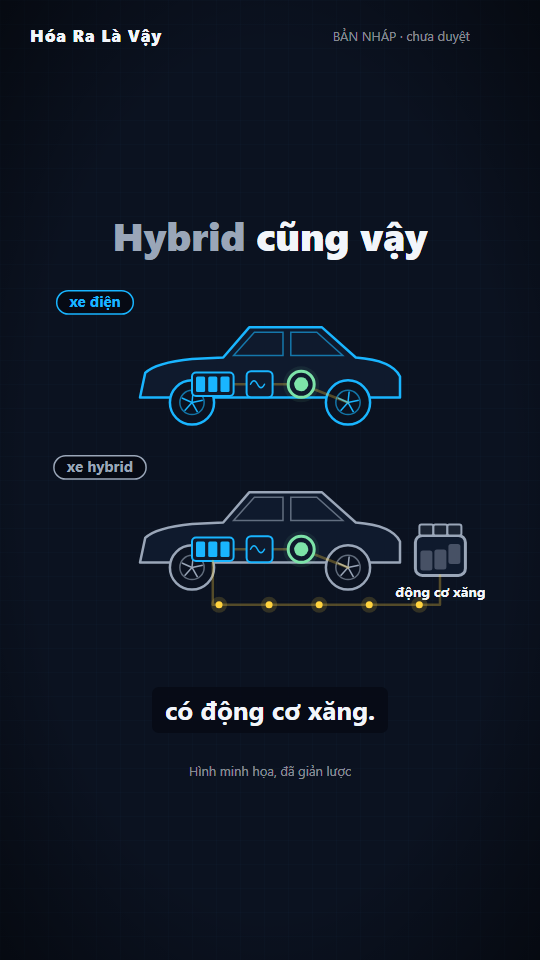 Hóa Ra Là Vậy
BẢN NHÁP · chưa duyệt
Hybrid cũng vậy
xe điện
xe hybrid
động cơ xăng
có động cơ xăng.
Hình minh họa, đã giản lược